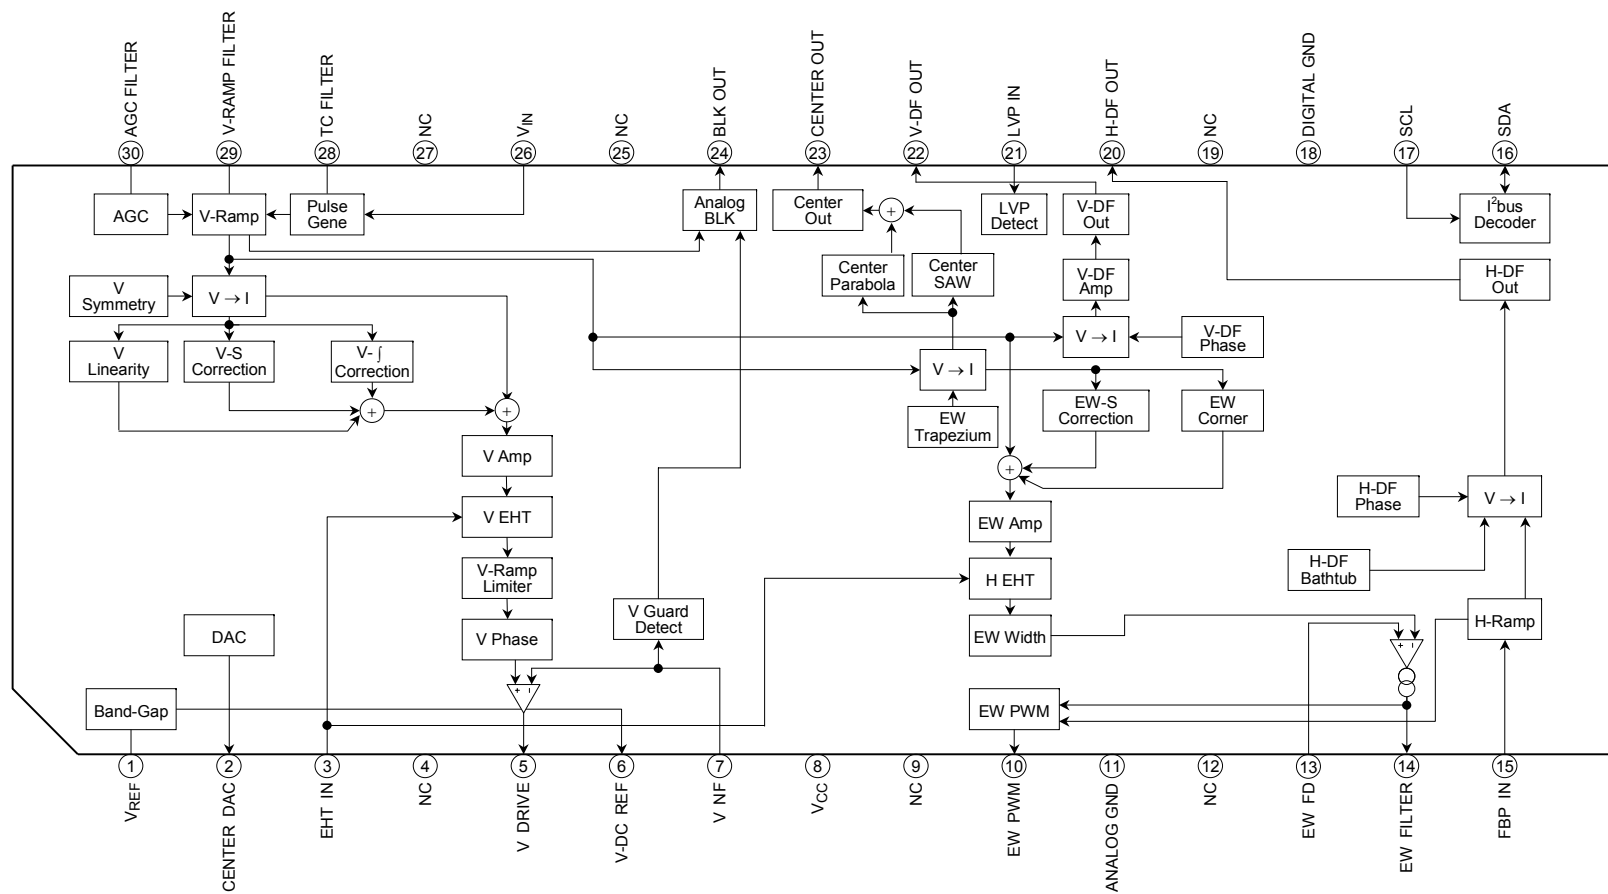 AGC FILTER
V-RAMP FILTER
TC FILTER
NC
VIN
NC
BLK OUT
CENTER OUT
V-DF OUT
LVP IN
H-DF OUT
NC
DIGITAL GND
SCL
SDA
30
29
28
27
26
25
24
23
22
21
20
19
18
17
16
AGC
V-Ramp
Pulse
Gene
Analog
BLK
Center
Out
+
LVP
Detect
V-DF
Out
I²bus
Decoder
V
Symmetry
V → I
Center
Parabola
Center
SAW
V-DF
Amp
H-DF
Out
V
Linearity
V-S
Correction
V- ∫
Correction
V → I
V → I
V-DF
Phase
+
+
EW
Trapezium
EW-S
Correction
EW
Corner
V Amp
+
V EHT
EW Amp
H-DF
Phase
V → I
V-Ramp
Limiter
H EHT
H-DF
Bathtub
DAC
V Phase
V Guard
Detect
EW Width
H-Ramp
+ -
+ -
Band-Gap
EW PWM
1
2
3
4
5
6
7
8
9
10
11
12
13
14
15
VREF
CENTER DAC
EHT IN
NC
V DRIVE
V-DC REF
V NF
VCC
NC
EW PWM
ANALOG GND
NC
EW FD
EW FILTER
FBP IN